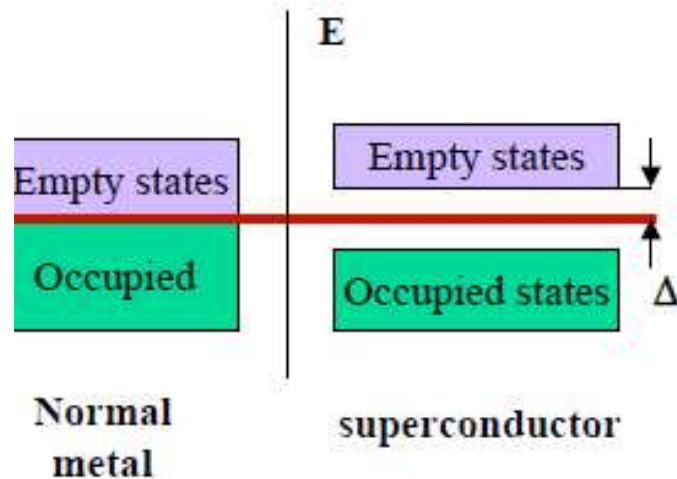 E
Empty states
Empty states
Occupied
Occupied states
Δ
Normal
metal
superconductor